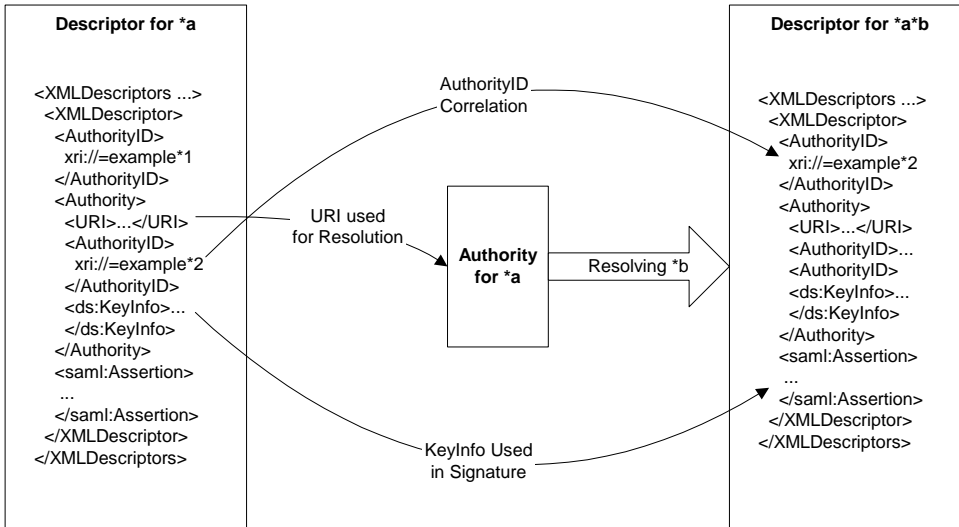 Descriptor for *a
<XMLDescriptors ...>
<XMLDescriptor>
<AuthorityID>
xri://=example*1
</AuthorityID>
<Authority>
<URI>...</URI>
<AuthorityID>
xri://=example*2
</AuthorityID>
<ds:KeyInfo>...
</ds:KeyInfo>
</Authority>
<saml:Assertion>
...
</saml:Assertion>
</XMLDescriptor>
</XMLDescriptors>
AuthorityID
Correlation
URI used
for Resolution
Authority
for *a
Resolving *b
KeyInfo Used
in Signature
Descriptor for *a*b
<XMLDescriptors ...>
<XMLDescriptor>
<AuthorityID>
xri://=example*2
</AuthorityID>
<Authority>
<URI>...</URI>
<AuthorityID>...
<AuthorityID>
<ds:KeyInfo>...
</ds:KeyInfo>
</Authority>
<saml:Assertion>
...
</saml:Assertion>
</XMLDescriptor>
</XMLDescriptors>